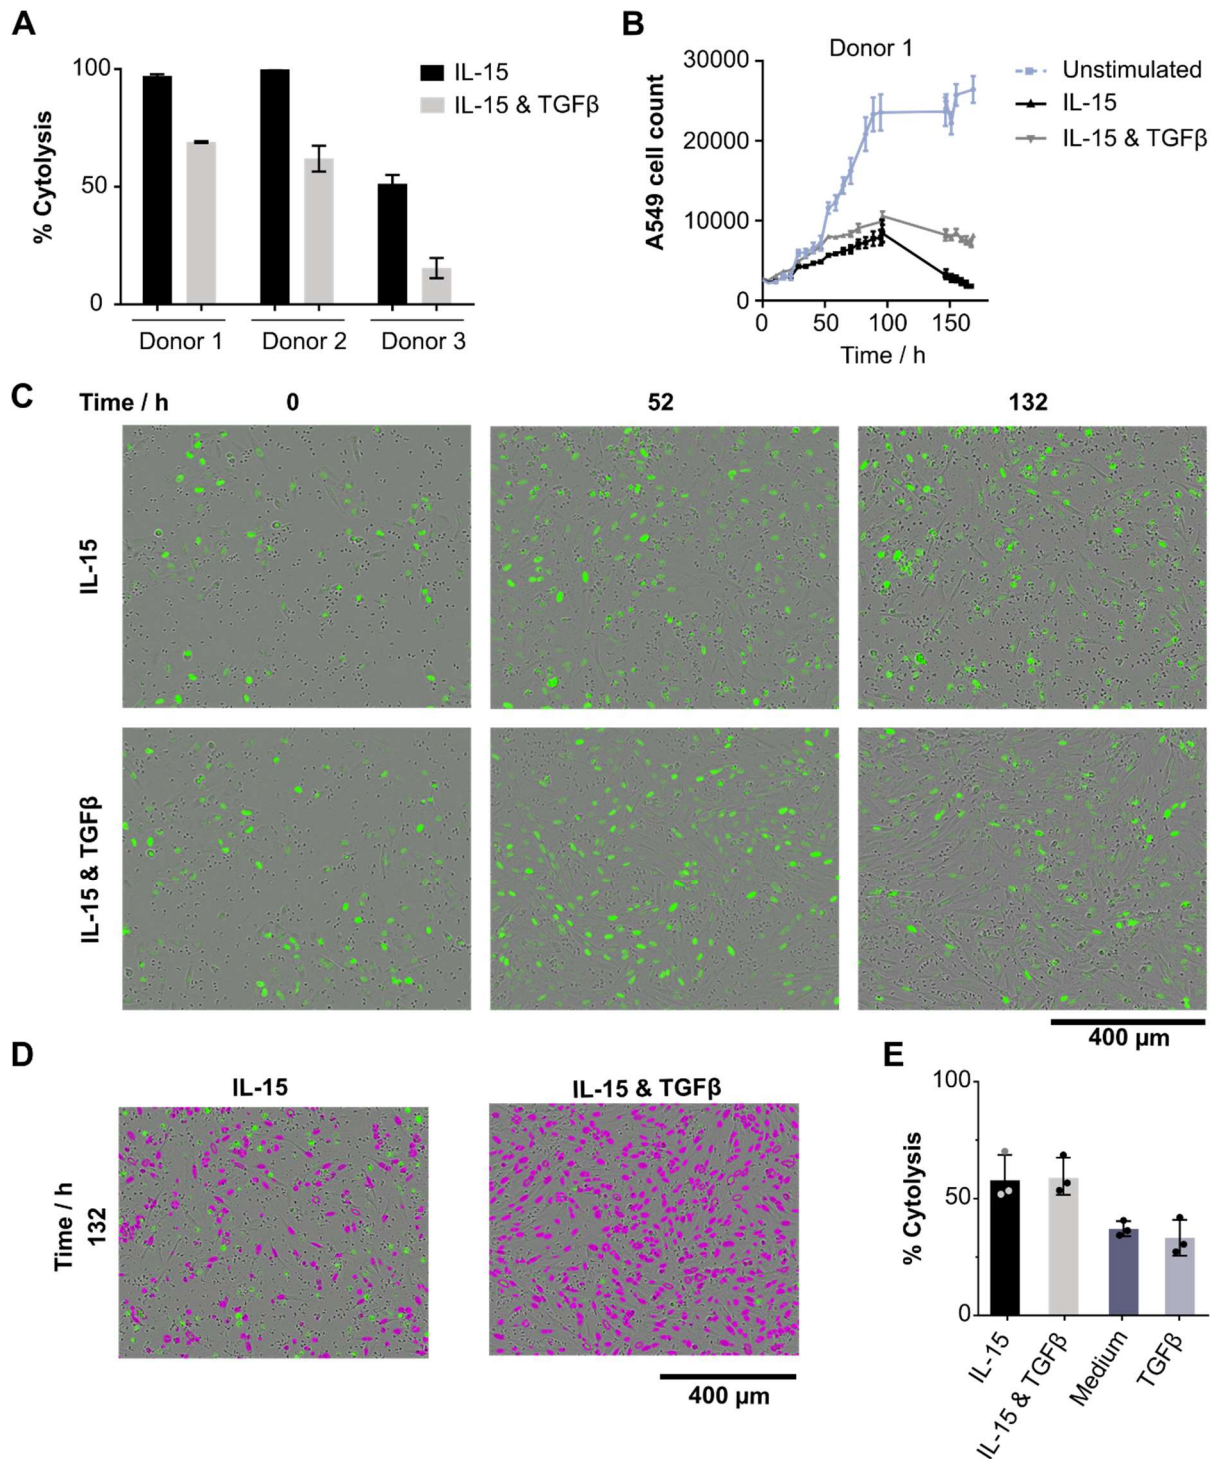 A
100
50
0
% Cytolysis
IL-15
IL-15 & TGFβ
Donor 1
Donor 2
Donor 3
B
Donor 1
30000
20000
10000
0
A549 cell count
0
50
100
150
Time / h
Unstimulated
IL-15
IL-15 & TGFβ
C
Time / h
0
52
132
IL-15
IL-15 & TGFβ
400 µm
D
IL-15
IL-15 & TGFβ
Time / h
132
400 µm
E
100
50
0
% Cytolysis
IL-15
IL-15 & TGFβ
Medium
TGFβ